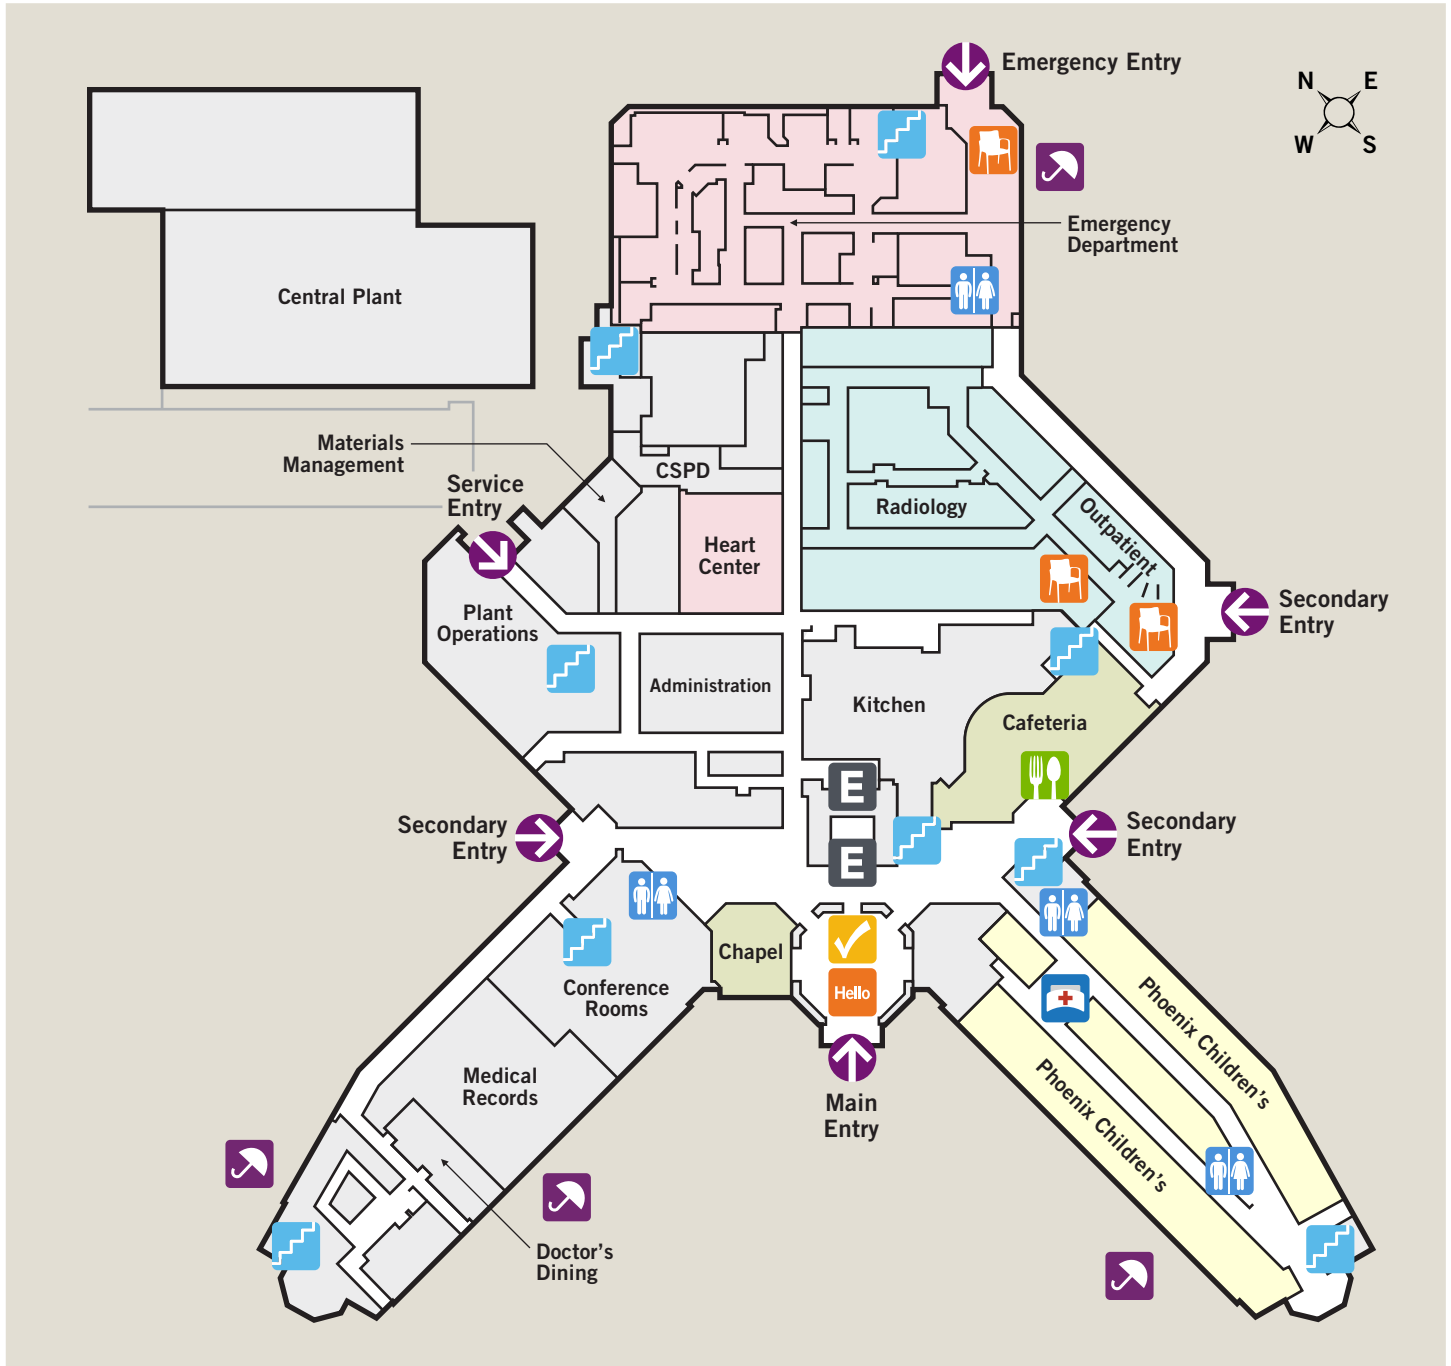 Emergency Entry
N E
W S
Emergency
Department
Central Plant
Materials
Management
CSPD
Service
Entry
Radiology
Outpatient
Heart
Center
Plant
Operations
Secondary
Entry
Administration
Kitchen
Cafeteria
E
Secondary
Entry
Secondary
Entry
E
Chapel
Hello
Conference
Rooms
Phoenix Children's
Medical
Records
Phoenix Children's
Main
Entry
Doctor's
Dining